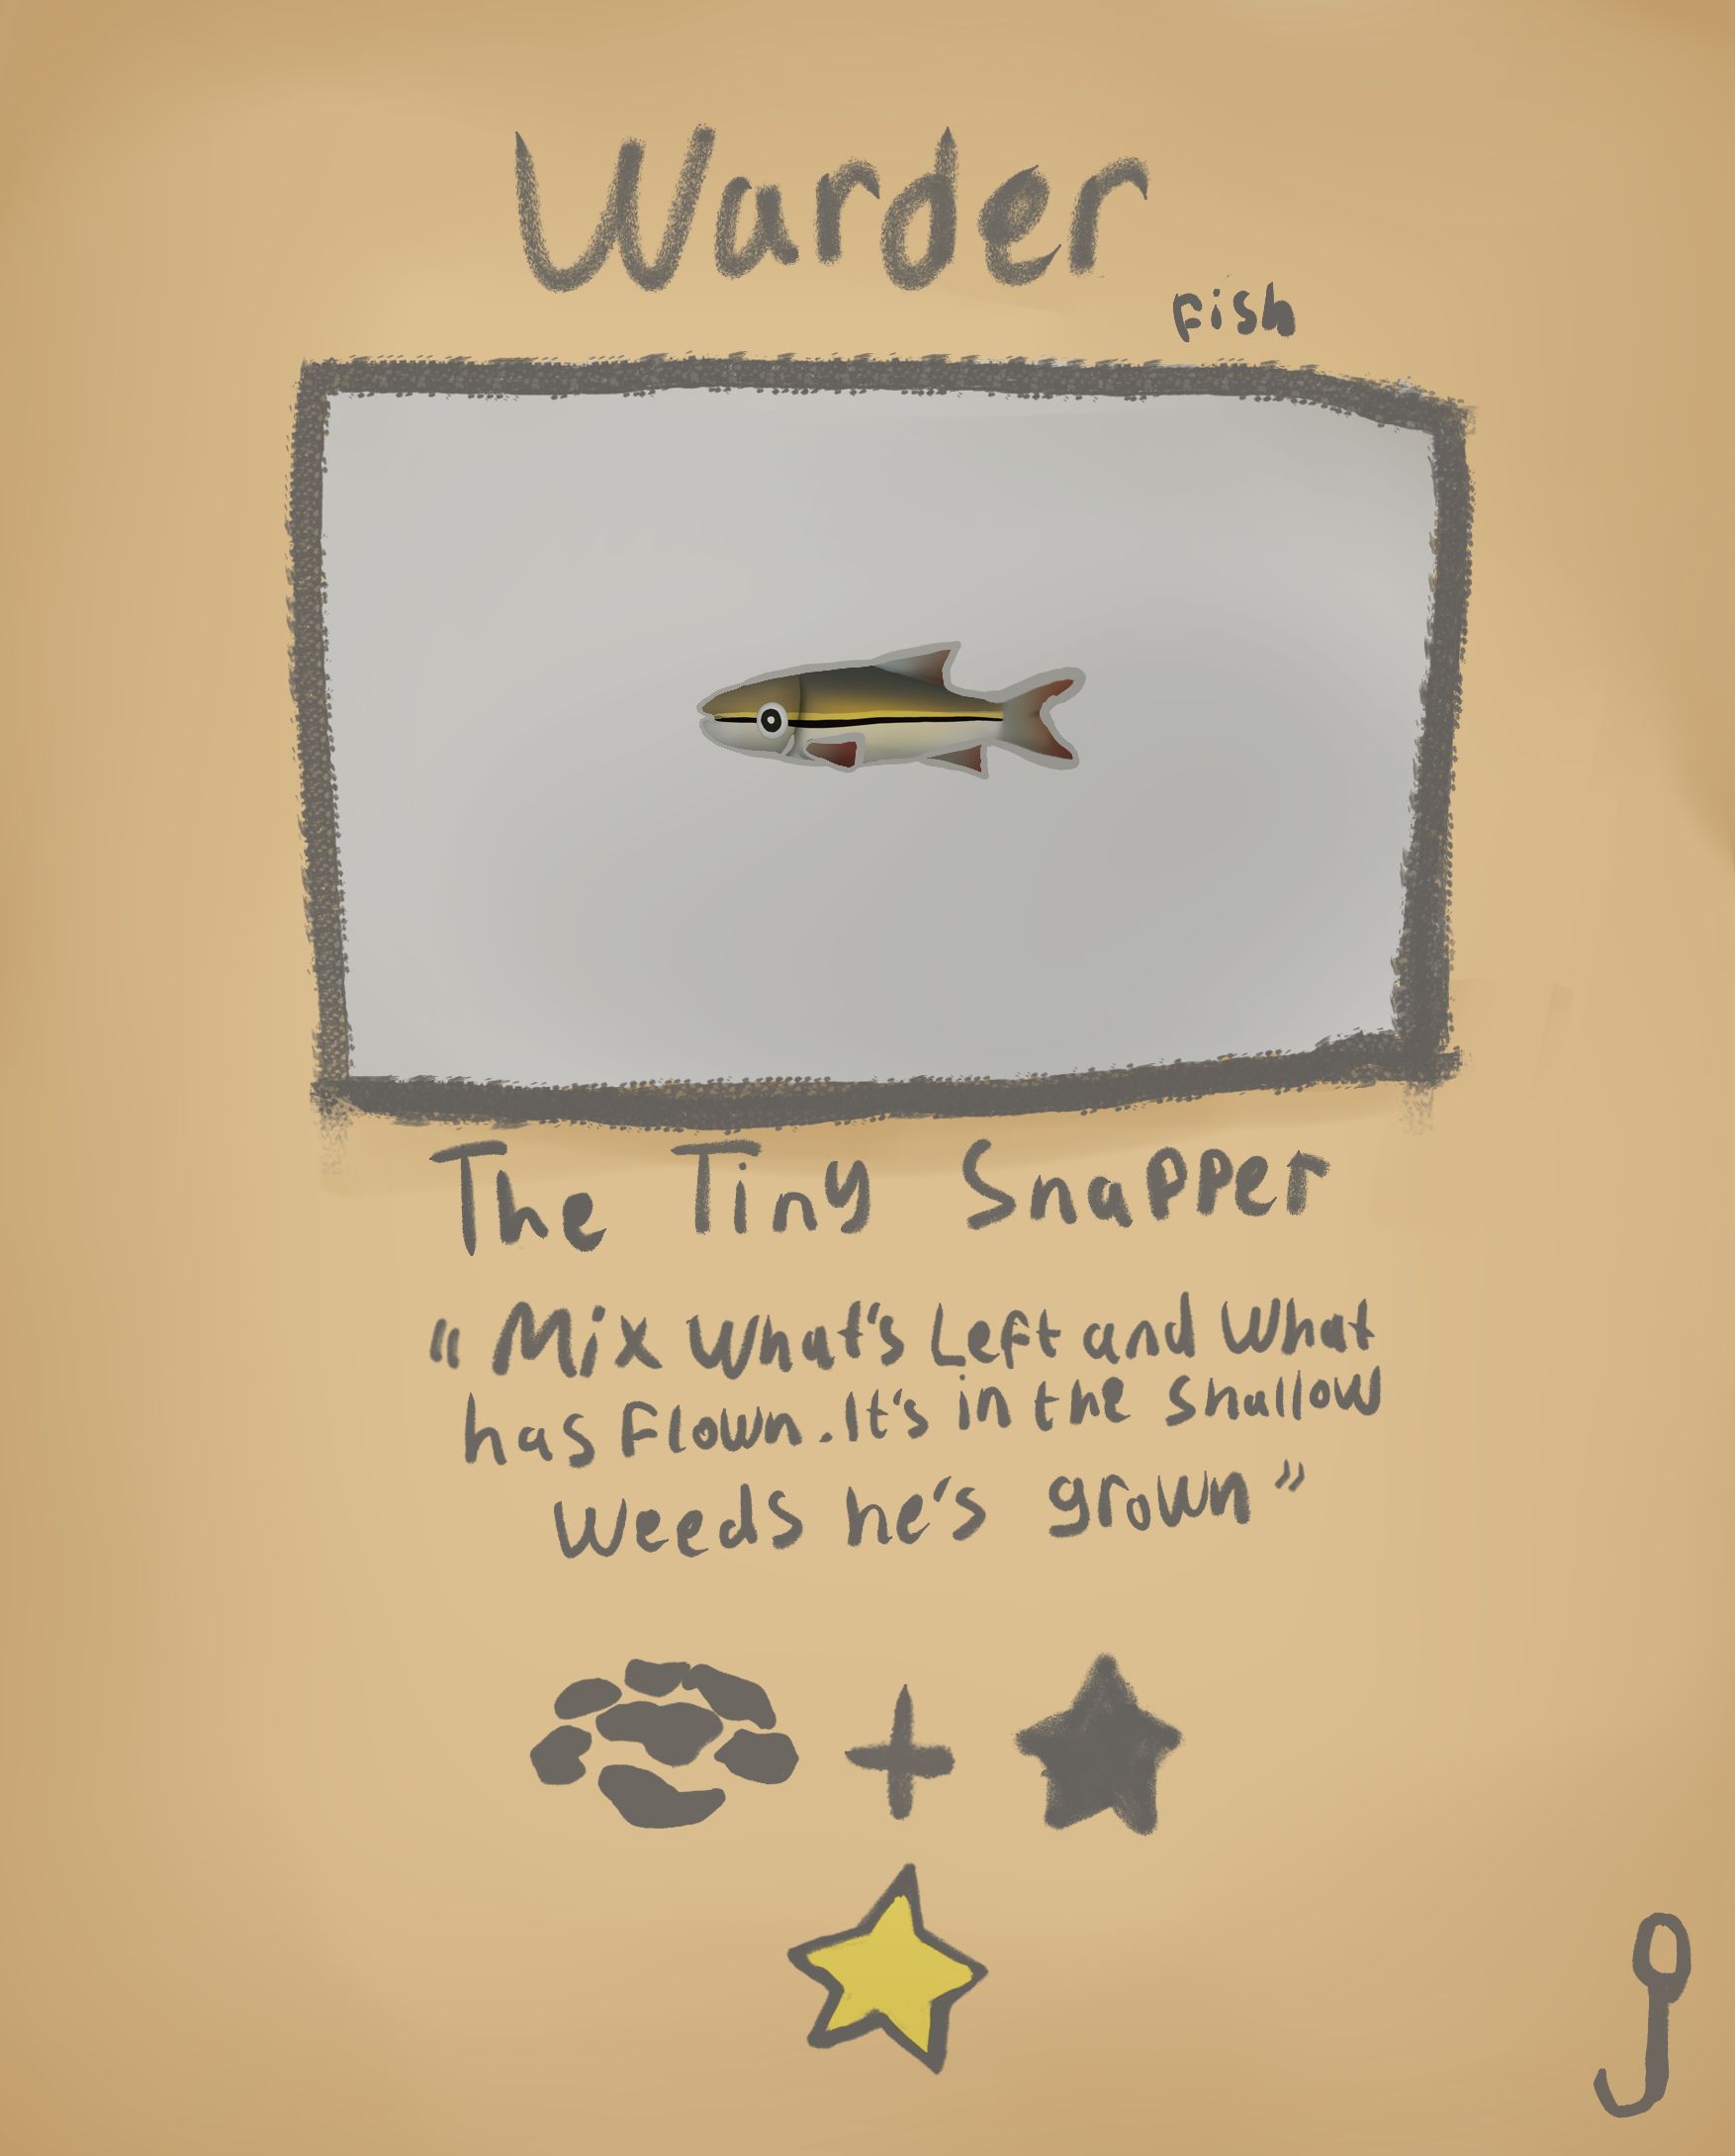 Warder
fish
The Tiny Snapper
"Mix What's Left and What
has Flown. It's in the shallow
Weeds he's grown"
+